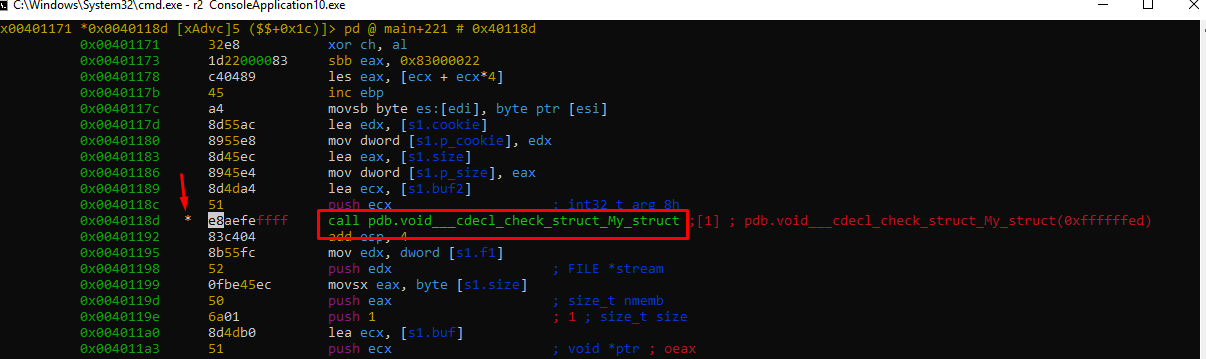 C:\Windows\System32\cmd.exe - r2 ConsoleApplication10.exe
x00401171 *0x0040118d [xAdvc]5 ($$+0x1c)]> pd @ main+221 # 0x40118d
0x00401171 32e8 xor ch, al
0x00401173 1d22000083 sbb eax, 0x83000022
0x00401178 c40489 les eax, [ecx + ecx*4]
0x0040117b 45 inc ebp
0x0040117c a4 movsb byte es:[edi], byte ptr [esi]
0x0040117d 8d55ac lea edx, [s1.cookie]
0x00401180 8955e8 mov dword [s1.p_cookie], edx
0x00401183 8d45ec lea eax, [s1.size]
0x00401186 8945e4 mov dword [s1.p_size], eax
0x00401189 8d4da4 lea ecx, [s1.buf2]
0x0040118c 51 push ecx ; int32_t arg_8h
0x0040118d * e8aefeffff call pdb.void___cdecl_check_struct_My_struct ;[1] ; pdb.void___cdecl_check_struct_My_struct(0xffffffed)
0x00401192 83c404 add esp, 4
0x00401195 8b55fc mov edx, dword [s1.f1]
0x00401198 52 push edx ; FILE *stream
0x00401199 0fbe45ec movsx eax, byte [s1.size]
0x0040119d 50 push eax ; size_t nmemb
0x0040119e 6a01 push 1 ; 1 ; size_t size
0x004011a0 8d4db0 lea ecx, [s1.buf]
0x004011a3 51 push ecx ; void *ptr ; oeax